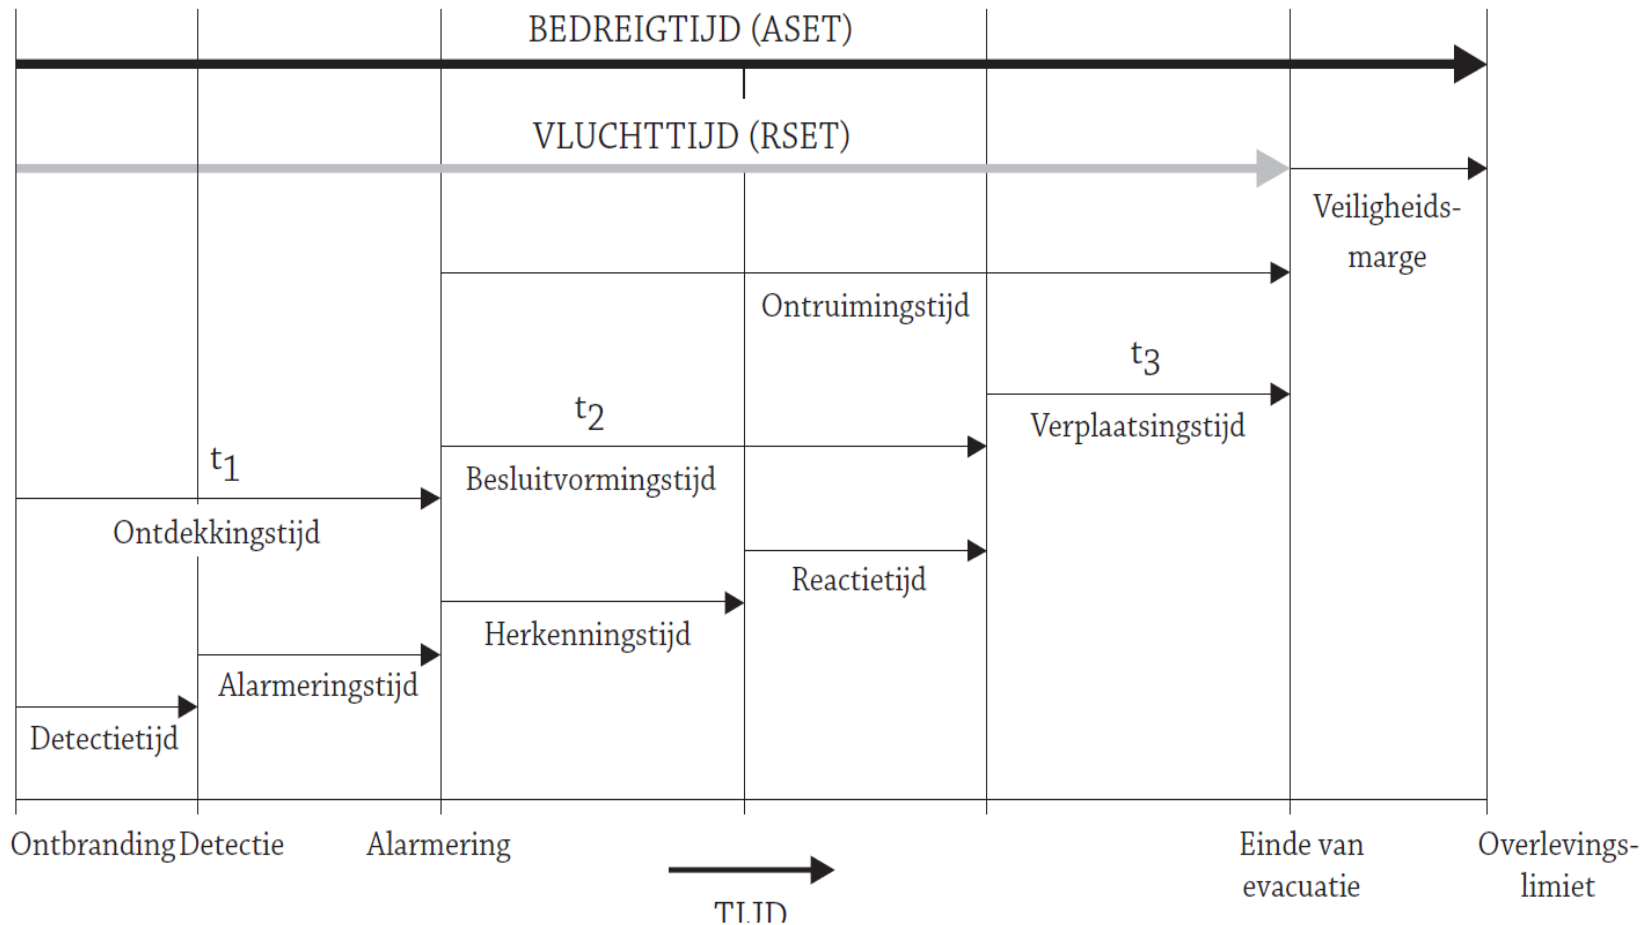 BEDREIGTIJD (ASET)
VLUCHTTIJD (RSET)
Veiligheids-
marge
Ontruimingstijd
t3
Verplaatsingstijd
t2
Besluitvormingstijd
t1
Ontdekkingstijd
Reactietijd
Herkenningstijd
Alarmeringstijd
Detectietijd
Ontbranding Detectie Alarmering Einde van Overlevings-
evacuatie limiet
TIJD